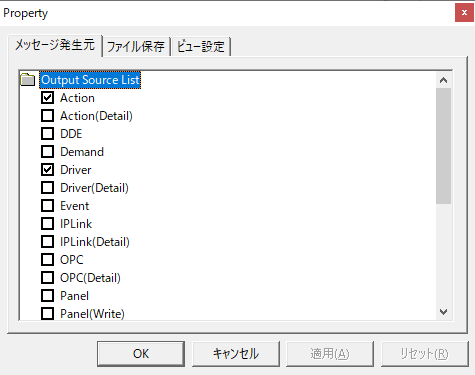 Property
メッセージ発生元 ファイル保存 ビュー設定
Output Source List
Action
Action(Detail)
DDE
Demand
Driver
Driver(Detail)
Event
IPLink
IPLink(Detail)
OPC
OPC(Detail)
Panel
Panel(Write)
OK キャンセル 適用(A) リセット(R)